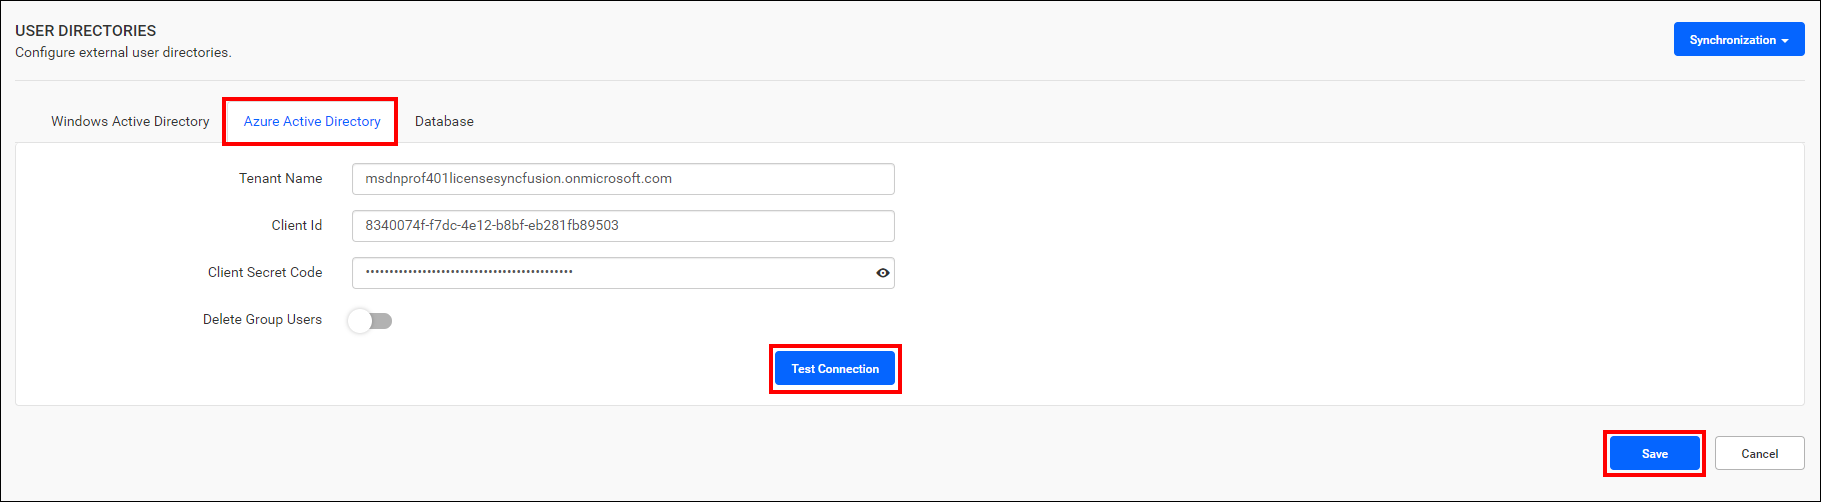 USER DIRECTORIES
Configure external user directories.
Synchronization
Windows Active Directory
Azure Active Directory
Database
Tenant Name
msdnprof401licensesyncfusion.onmicrosoft.com
Client Id
8340074f-f7dc-4e12-b8bf-eb281fb89503
Client Secret Code
Delete Group Users
Test Connection
Save
Cancel